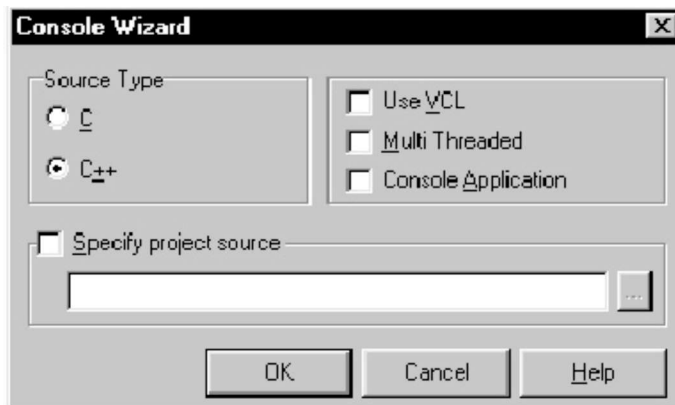 Console Wizard
Source Type
C
C++
Use VCL
Multi Threaded
Console Application
Specify project source
...
OK
Cancel
Help